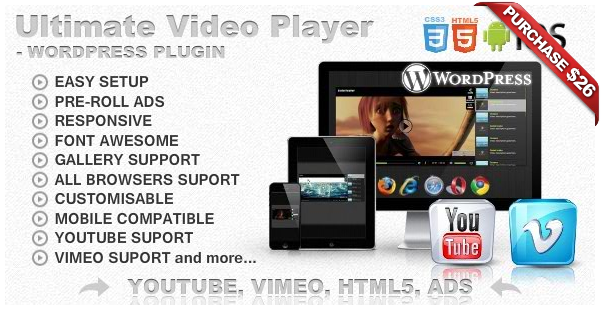 Ultimate Video Player
- WORDPRESS PLUGIN
CSS3
HTML5
iOS
PURCHASE $26
EASY SETUP
PRE-ROLL ADS
RESPONSIVE
FONT AWESOME
GALLERY SUPPORT
ALL BROWSERS SUPORT
CUSTOMISABLE
MOBILE COMPATIBLE
YOUTUBE SUPORT
VIMEO SUPORT and more...
WORDPRESS
You
Tube
YOUTUBE, VIMEO, HTML5, ADS